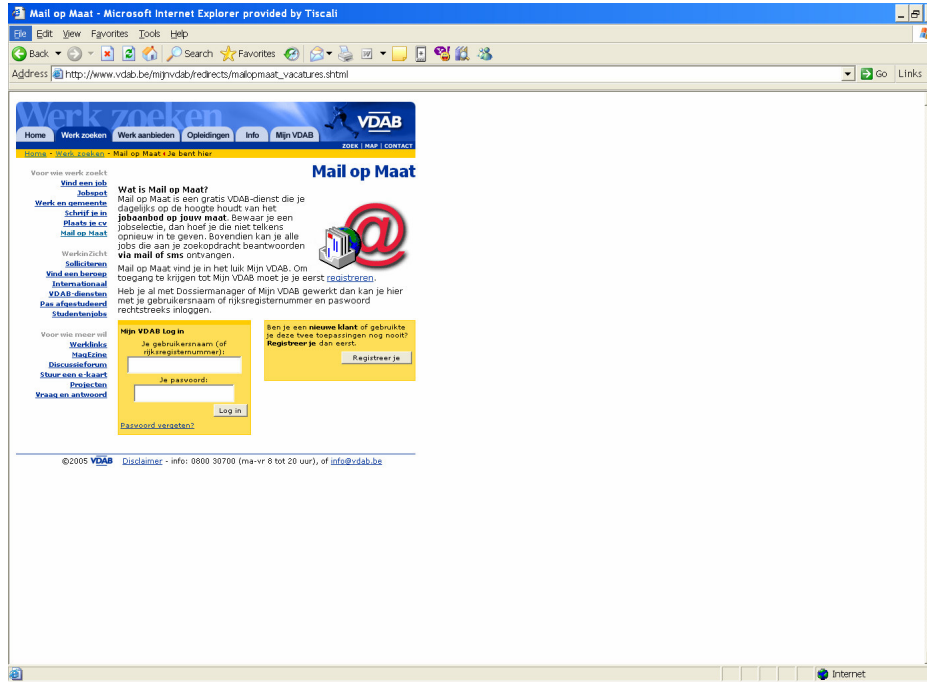 Mail op Maat - Microsoft Internet Explorer provided by Tiscali
File Edit View Favorites Tools Help
Back Search Favorites
Address http://www.vdab.be/mijnvdab/redirects/mailopmaat_vacatures.shtml Go Links
Werk zoeken
VDAB
Home Werk zoeken Werk aanbieden Opleidingen Info Mijn VDAB
ZOEK | MAP | CONTACT
Home - Werk zoeken - Mail op Maat Je bent hier
Voor wie werk zoekt
Vind een job
Jobspot
Werk en gemeente
Schrijf je in
Plaats je cv
Mail op Maat
WerkinZicht
Solliciteren
Vind een beroep
Internationaal
VDAB-diensten
Pas afgestudeerd
Studentenjobs
Voor wie meer wil
Werklinks
MagEzine
Discussieforum
Stuur een e-kaart
Projecten
Vraag en antwoord
Mail op Maat
Wat is Mail op Maat?
Mail op Maat is een gratis VDAB-dienst die je
dagelijks op de hoogte houdt van het
jobaanbod op jouw maat. Bewaar je een
jobselectie, dan hoef je die niet telkens
opnieuw in te geven. Bovendien kan je alle
jobs die aan je zoekopdracht beantwoorden
via mail of sms ontvangen.
Mail op Maat vind je in het luik Mijn VDAB. Om
toegang te krijgen tot Mijn VDAB moet je je eerst registreren.
Heb je al met Dossiermanager of Mijn VDAB gewerkt dan kan je hier
met je gebruikersnaam of rijksregisternummer en paswoord
rechtstreeks inloggen.
Mijn VDAB Log in
Je gebruikersnaam (of
rijksregisternummer):
Je paswoord:
Log in
Paswoord vergeten?
Ben je een nieuwe klant of gebruikte
je deze twee toepassingen nog nooit?
Registreer je dan eerst.
Registreer je
©2005 VDAB Disclaimer - info: 0800 30700 (ma-vr 8 tot 20 uur), of info@vdab.be
Internet